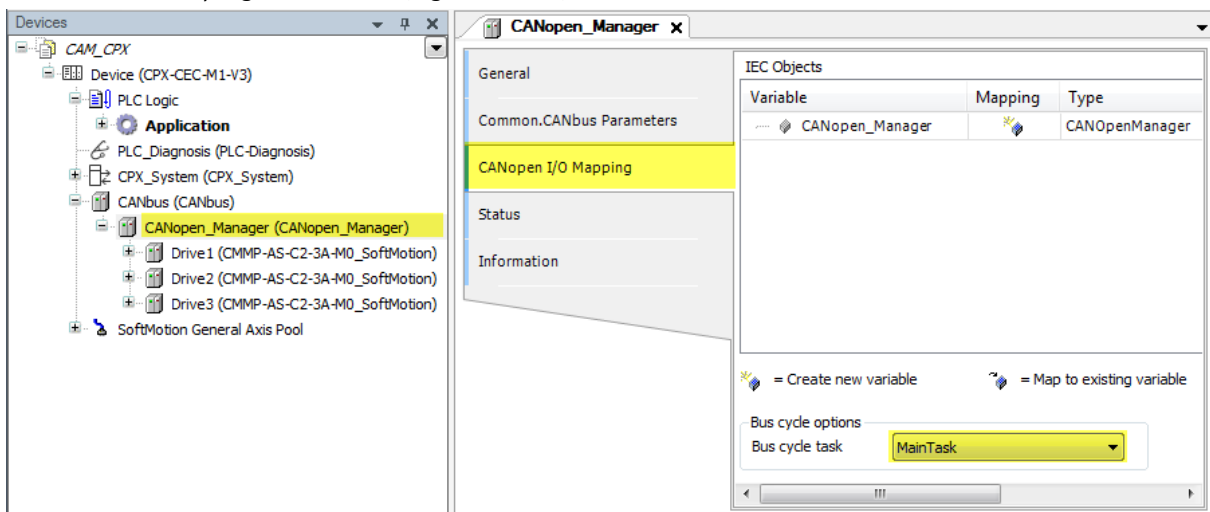 Devices
CAM_CPX
Device (CPX-CEC-M1-V3)
PLC Logic
Application
PLC_Diagnosis (PLC-Diagnosis)
CPX_System (CPX_System)
CANbus (CANbus)
CANopen_Manager (CANopen_Manager)
Drive1 (CMMP-AS-C2-3A-M0_SoftMotion)
Drive2 (CMMP-AS-C2-3A-M0_SoftMotion)
Drive3 (CMMP-AS-C2-3A-M0_SoftMotion)
SoftMotion General Axis Pool
CANopen_Manager X
General
Common.CANbus Parameters
CANopen I/O Mapping
Status
Information
IEC Objects
Variable Mapping Type
CANopen_Manager CANOpenManager
= Create new variable = Map to existing variable
Bus cycle options
Bus cycle task MainTask